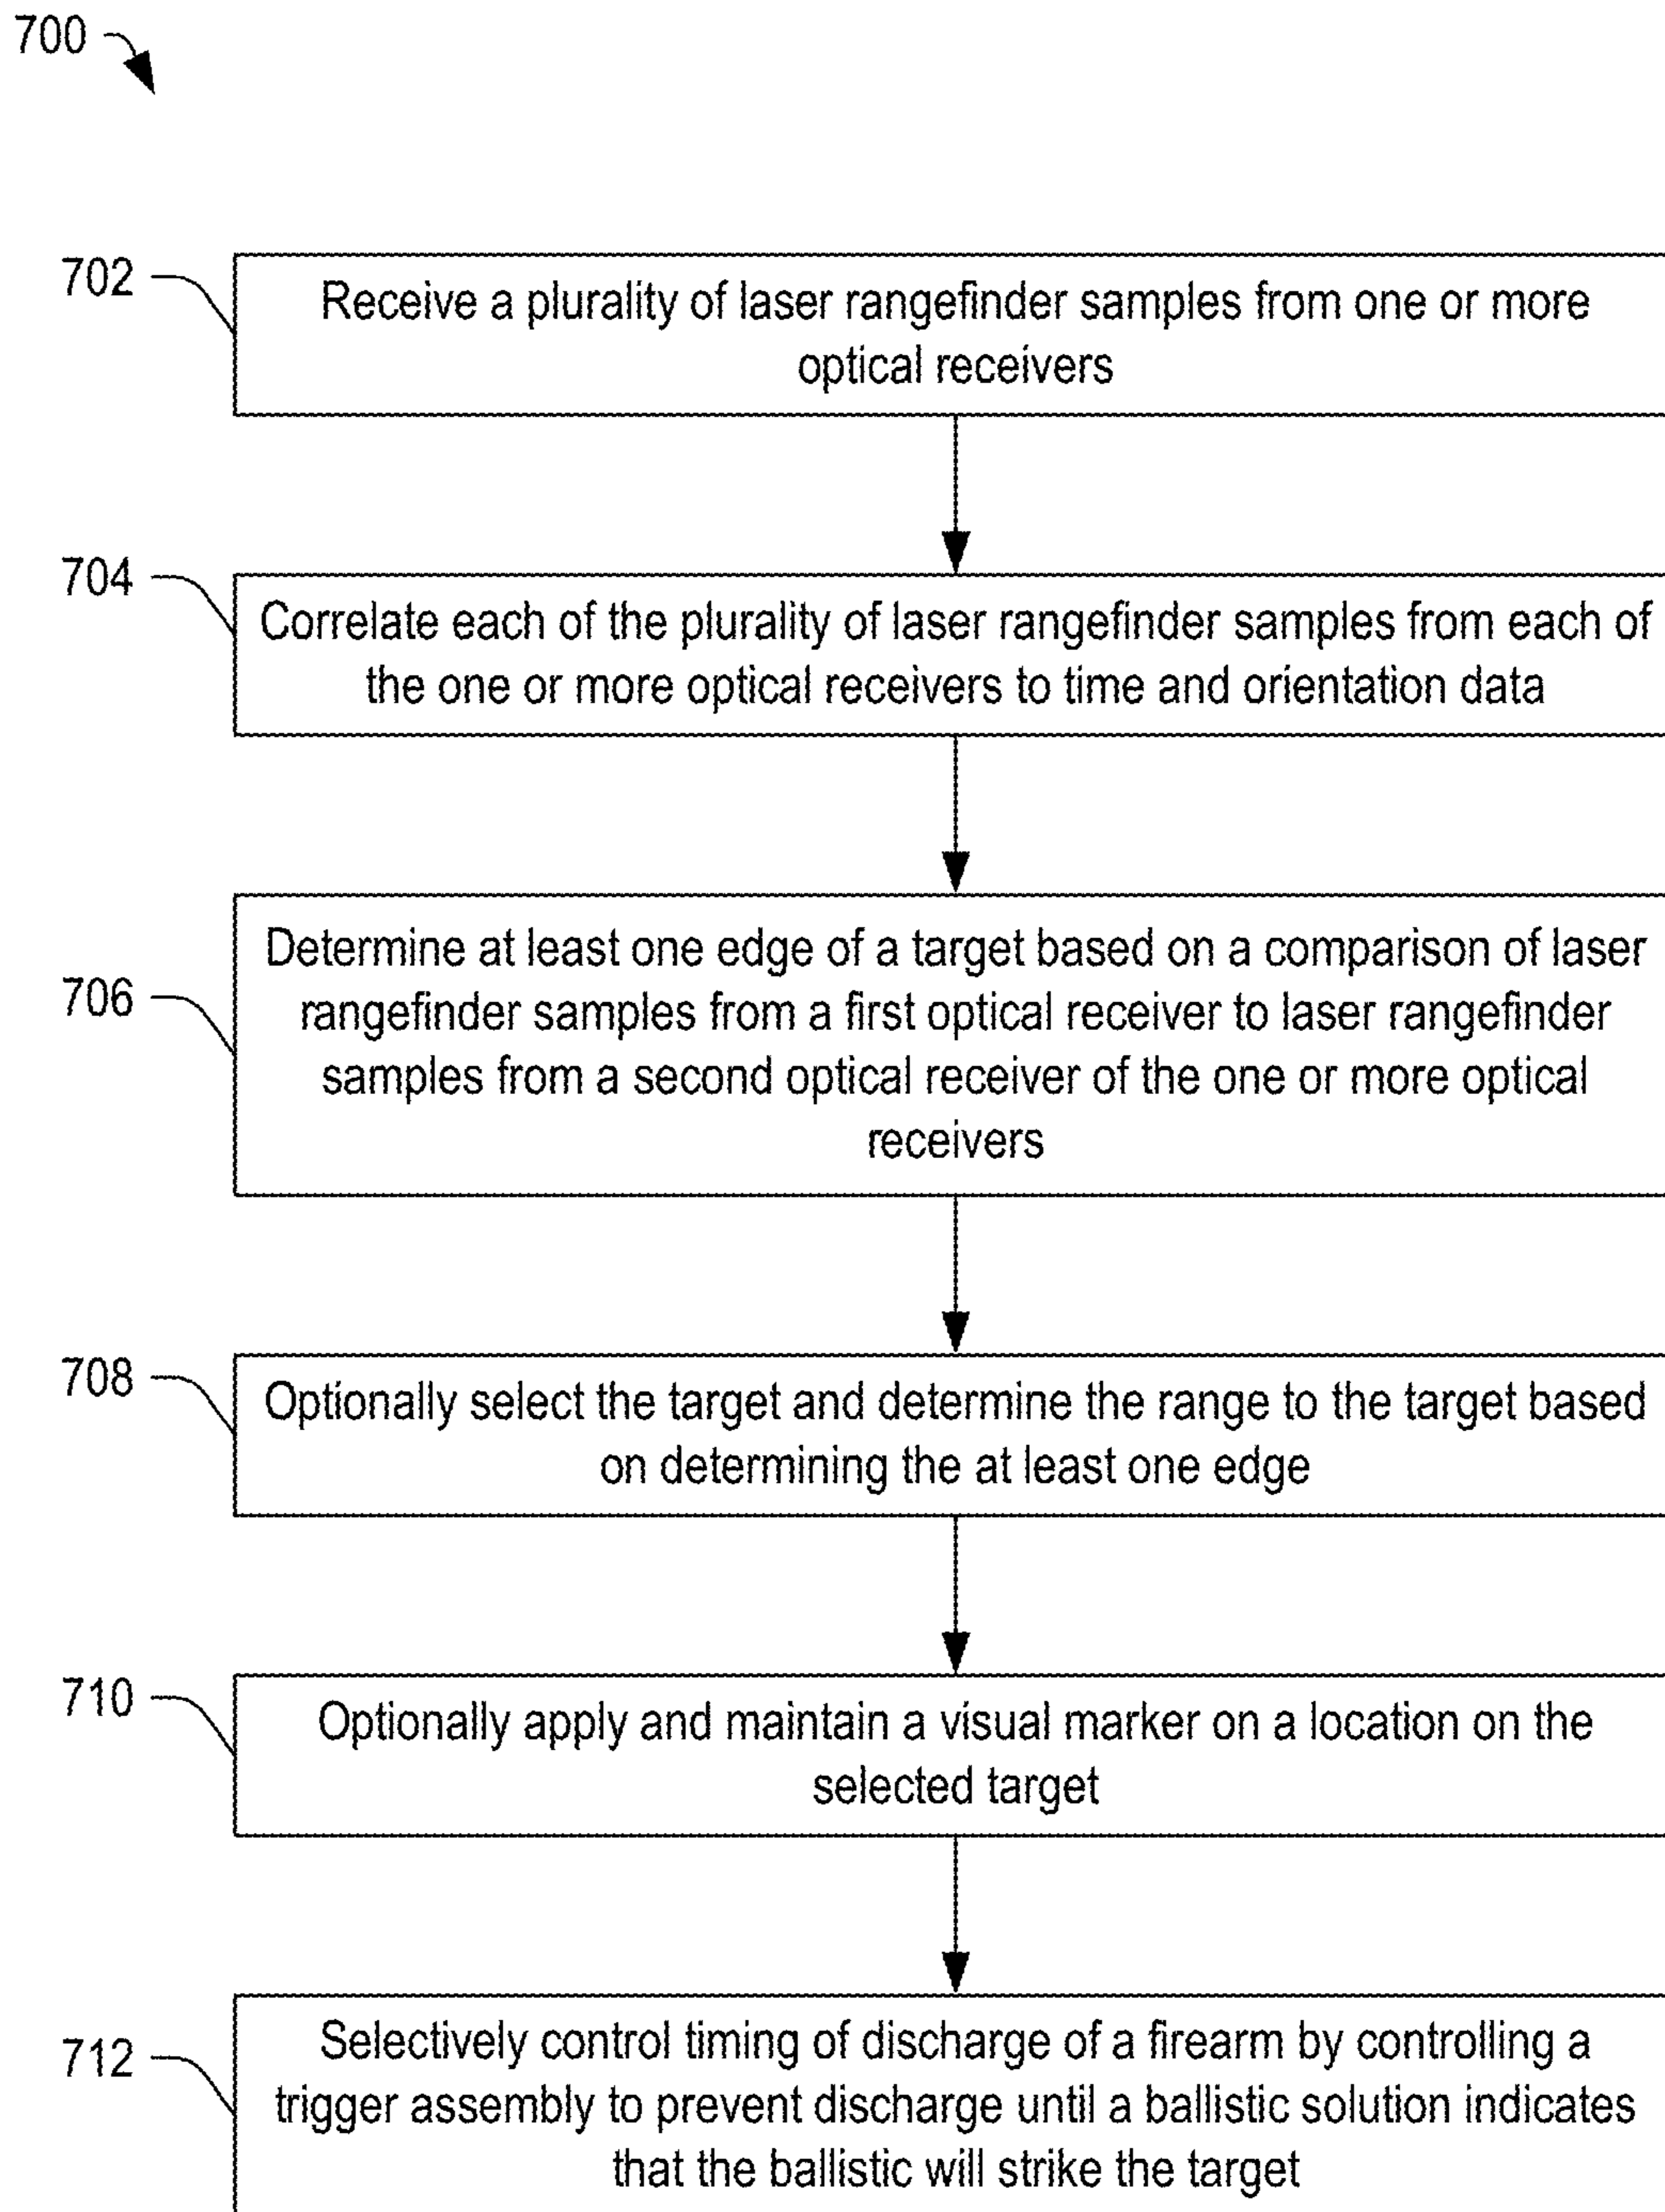 700
702
Receive a plurality of laser rangefinder samples from one or more
optical receivers
704
Correlate each of the plurality of laser rangefinder samples from each of
the one or more optical receivers to time and orientation data
706
Determine at least one edge of a target based on a comparison of laser
rangefinder samples from a first optical receiver to laser rangefinder
samples from a second optical receiver of the one or more optical
receivers
708
Optionally select the target and determine the range to the target based
on determining the at least one edge
710
Optionally apply and maintain a visual marker on a location on the
selected target
712
Selectively control timing of discharge of a firearm by controlling a
trigger assembly to prevent discharge until a ballistic solution indicates
that the ballistic will strike the target